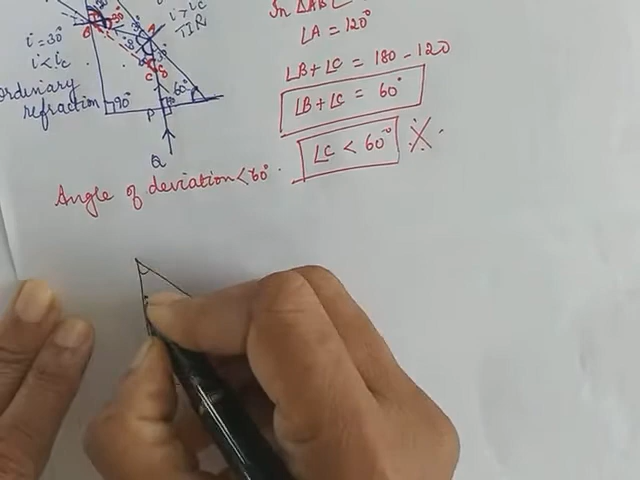 In ΔABC
∠A = 120°
∠B + ∠C = 180 - 120
∠B + ∠C = 60°
∠C < 60°
i > ic
TIR
i = 30°
i < ic
ordinary
refraction
B
30°
A
C
60°
90°
P
Q
Angle of deviation < 60°.